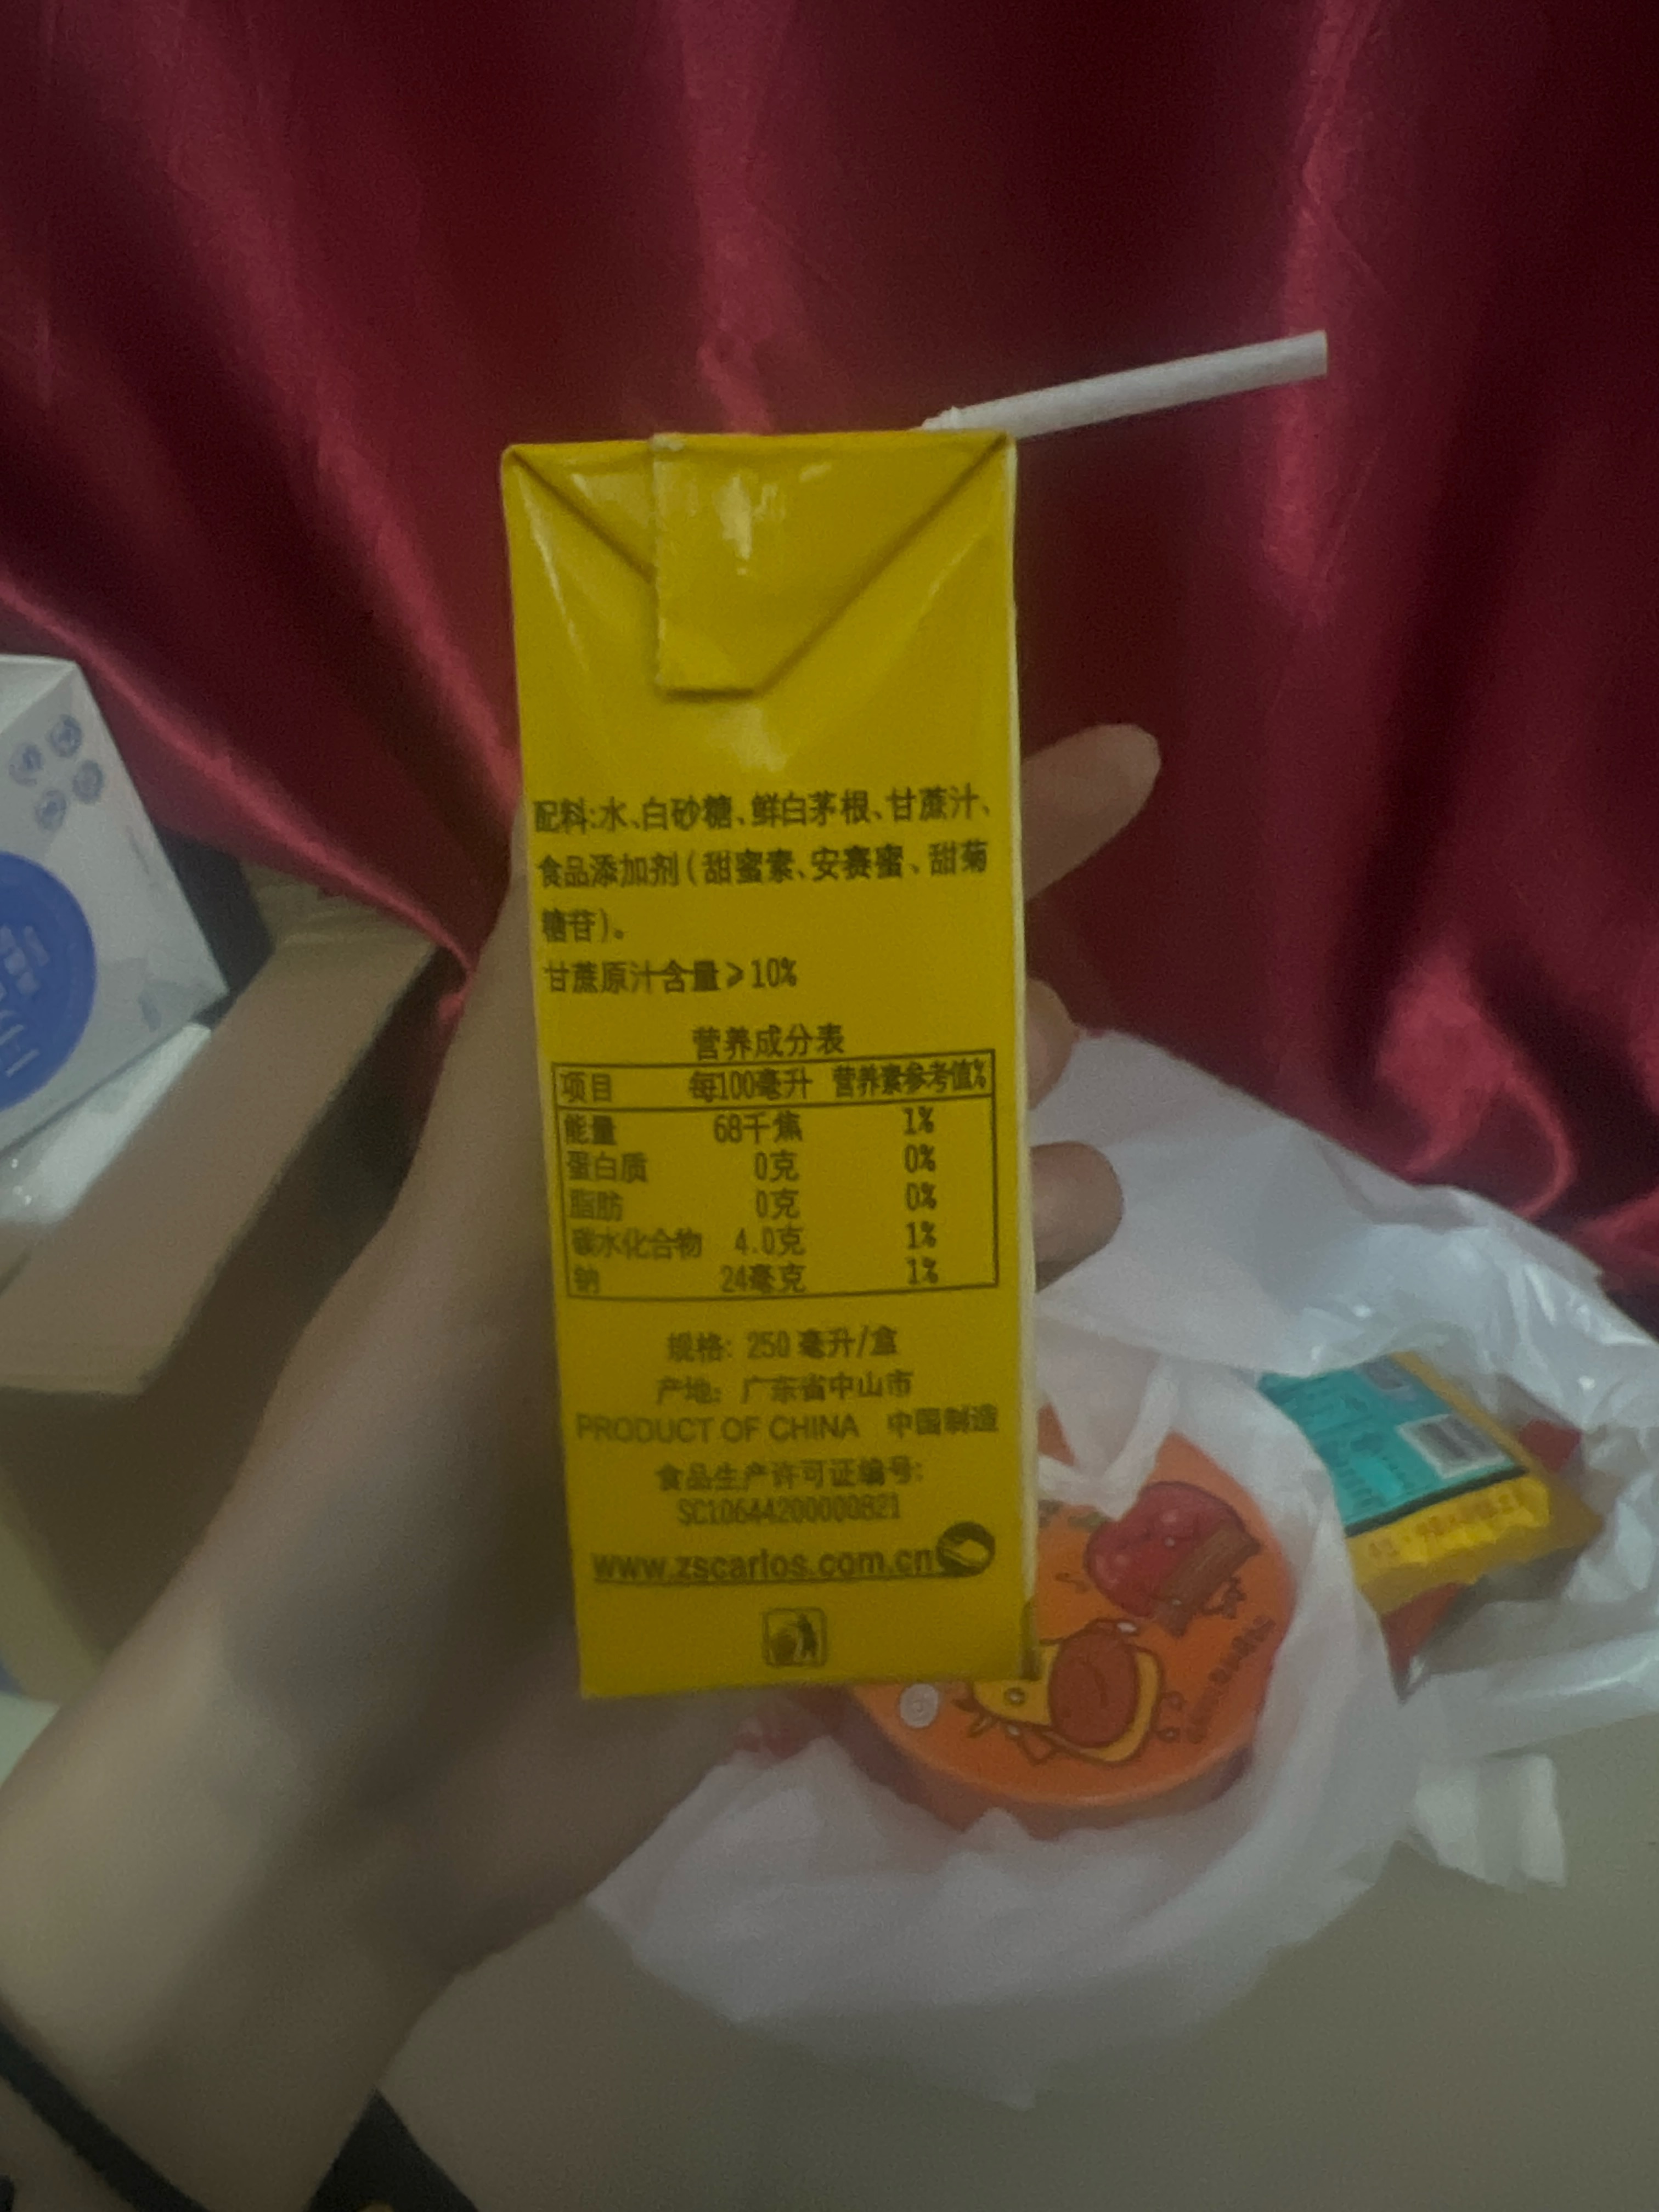 配料:水、白砂糖、鲜白茅根、甘蔗汁、
食品添加剂(甜蜜素、安赛蜜、甜菊
糖苷)。
甘蔗原汁含量⩾10%
营养成分表
项目 每100毫升 营养素参考值%
能量 68千焦 1%
蛋白质 0克 0%
脂肪 0克 0%
碳水化合物 4.0克 1%
钠 24毫克 1%
规格: 250 毫升/盒
产地: 广东省中山市
PRODUCT OF CHINA 中国制造
食品生产许可证编号:
SC10644200000821
www.zscarlos.com.cn